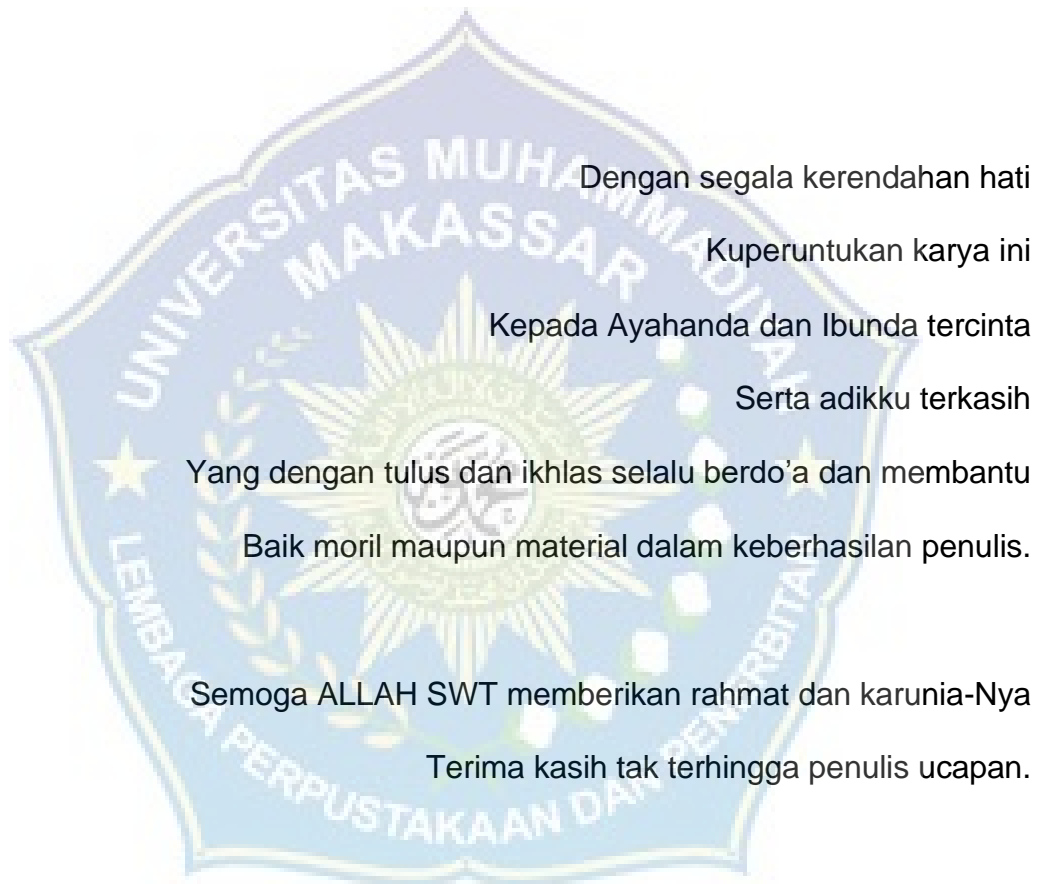 UNIVERSITAS MUHAMMADIYAH
MAKASSAR
Dengan segala kerendahan hati
Kuperuntukan karya ini
Kepada Ayahanda dan Ibunda tercinta
Serta adikku terkasih
Yang dengan tulus dan ikhlas selalu berdo’a dan membantu
Baik moril maupun material dalam keberhasilan penulis.
Semoga ALLAH SWT memberikan rahmat dan karunia-Nya
Terima kasih tak terhingga penulis ucapan.
LEMBAGA PERPUSTAKAAN DAN PENERBITAN